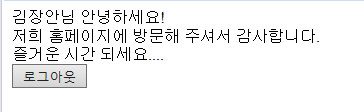 김장안님 안녕하세요!
저희 홈페이지에 방문해 주셔서 감사합니다.
즐거운 시간 되세요....
로그아웃